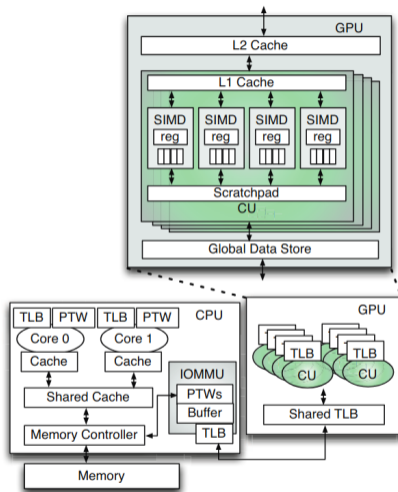 GPU
L2 Cache
L1 Cache
SIMD SIMD SIMD SIMD
reg reg reg reg
Scratchpad
CU
Global Data Store
TLB PTW TLB PTW CPU
Core 0 Core 1
Cache Cache
Shared Cache
Memory Controller
Memory
IOMMU
PTWs
Buffer
TLB
GPU
TLB TLB
CU CU
Shared TLB